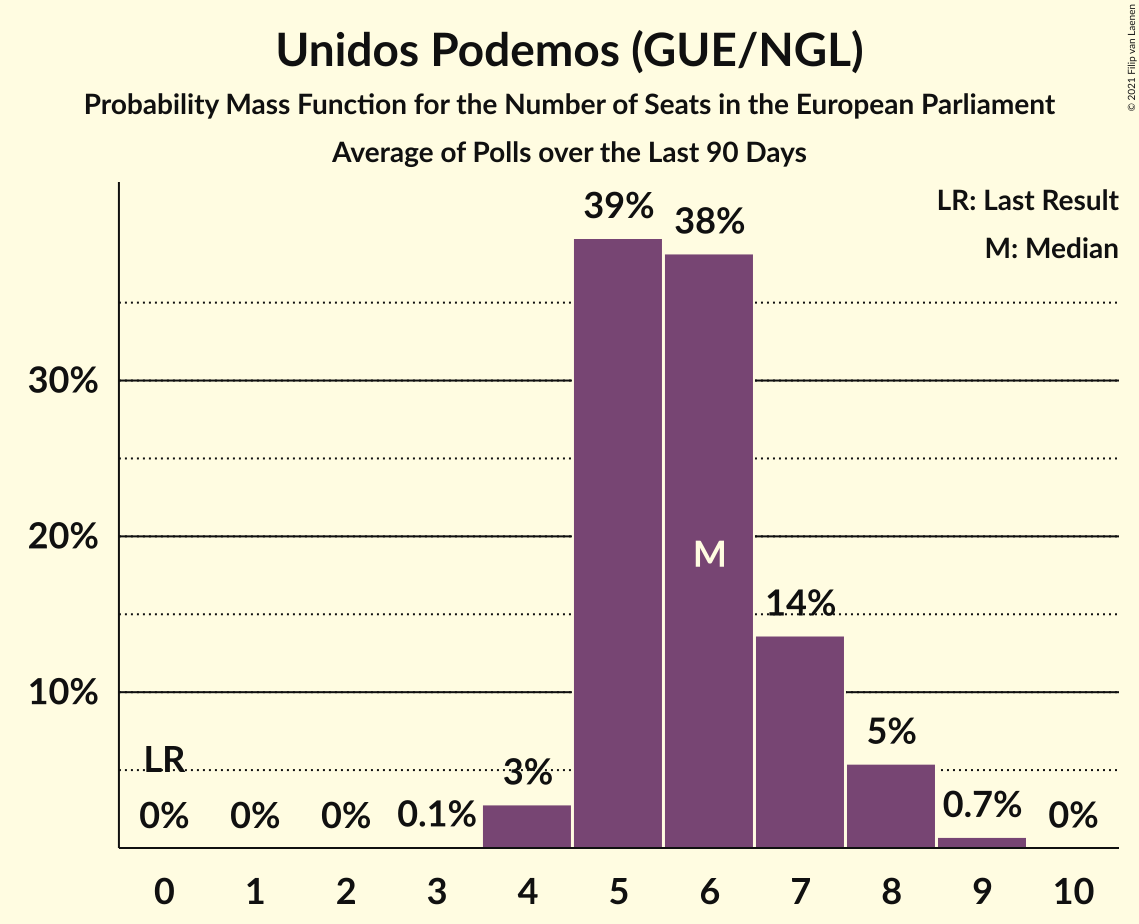 Unidos Podemos (GUE/NGL)
Probability Mass Function for the Number of Seats in the European Parliament
Average of Polls over the Last 90 Days
© 2021 Filip van Laenen
LR: Last Result
M: Median
39%
38%
30%
20%
M
14%
10%
LR
5%
3%
0%
0%
0%
0.1%
0.7%
0%
0 1 2 3 4 5 6 7 8 9 10